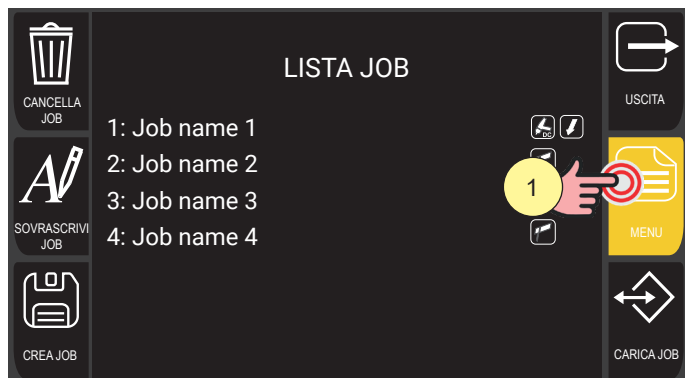 LISTA JOB
CANCELLA
JOB
USCITA
1: Job name 1
DC
2: Job name 2
1
3: Job name 3
SOVRASCRIVI
JOB
MENU
4: Job name 4
CREA JOB
CARICA JOB